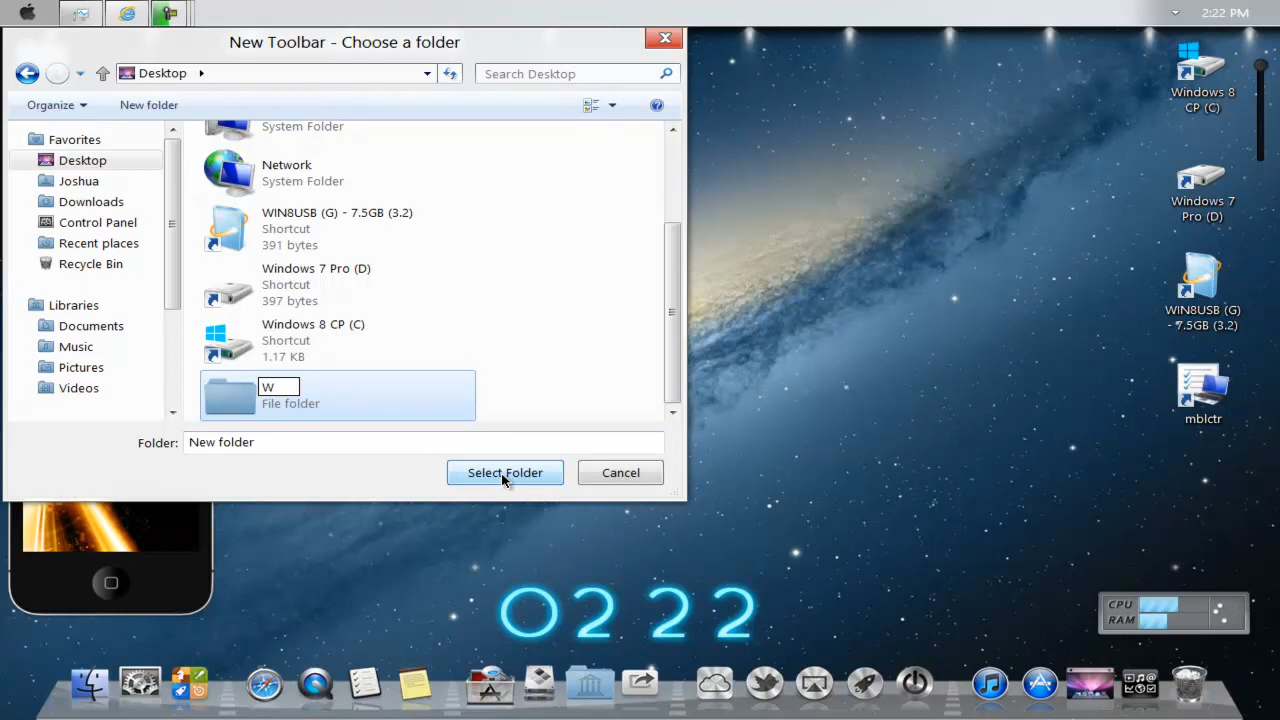 2:22 PM
New Toolbar - Choose a folder
Desktop
Search Desktop
Organize
New folder
Favorites
Desktop
Joshua
Downloads
Control Panel
Recent places
Recycle Bin
Libraries
Documents
Music
Pictures
Videos
System Folder
Network
System Folder
WIN8USB (G) - 7.5GB (3.2)
Shortcut
391 bytes
Windows 7 Pro (D)
Shortcut
397 bytes
Windows 8 CP (C)
Shortcut
1.17 KB
W
File folder
Folder: New folder
Select Folder
Cancel
Windows 8
CP (C)
Windows 7
Pro (D)
WIN8USB (G)
- 7.5GB (3.2)
mblctr
02 22
CPU
RAM